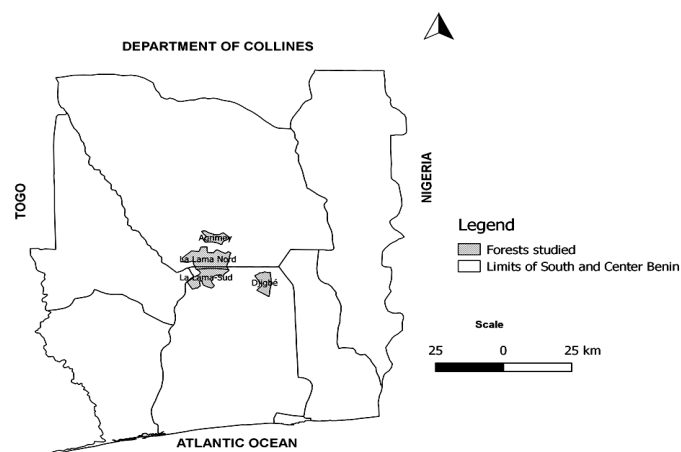 DEPARTMENT OF COLLINES
TOGO
NIGERIA
Agrimey
La Lama Nord
La Lama-Sud
Djigbé
Legend
Forests studied
Limits of South and Center Benin
Scale
25 0 25 km
ATLANTIC OCEAN